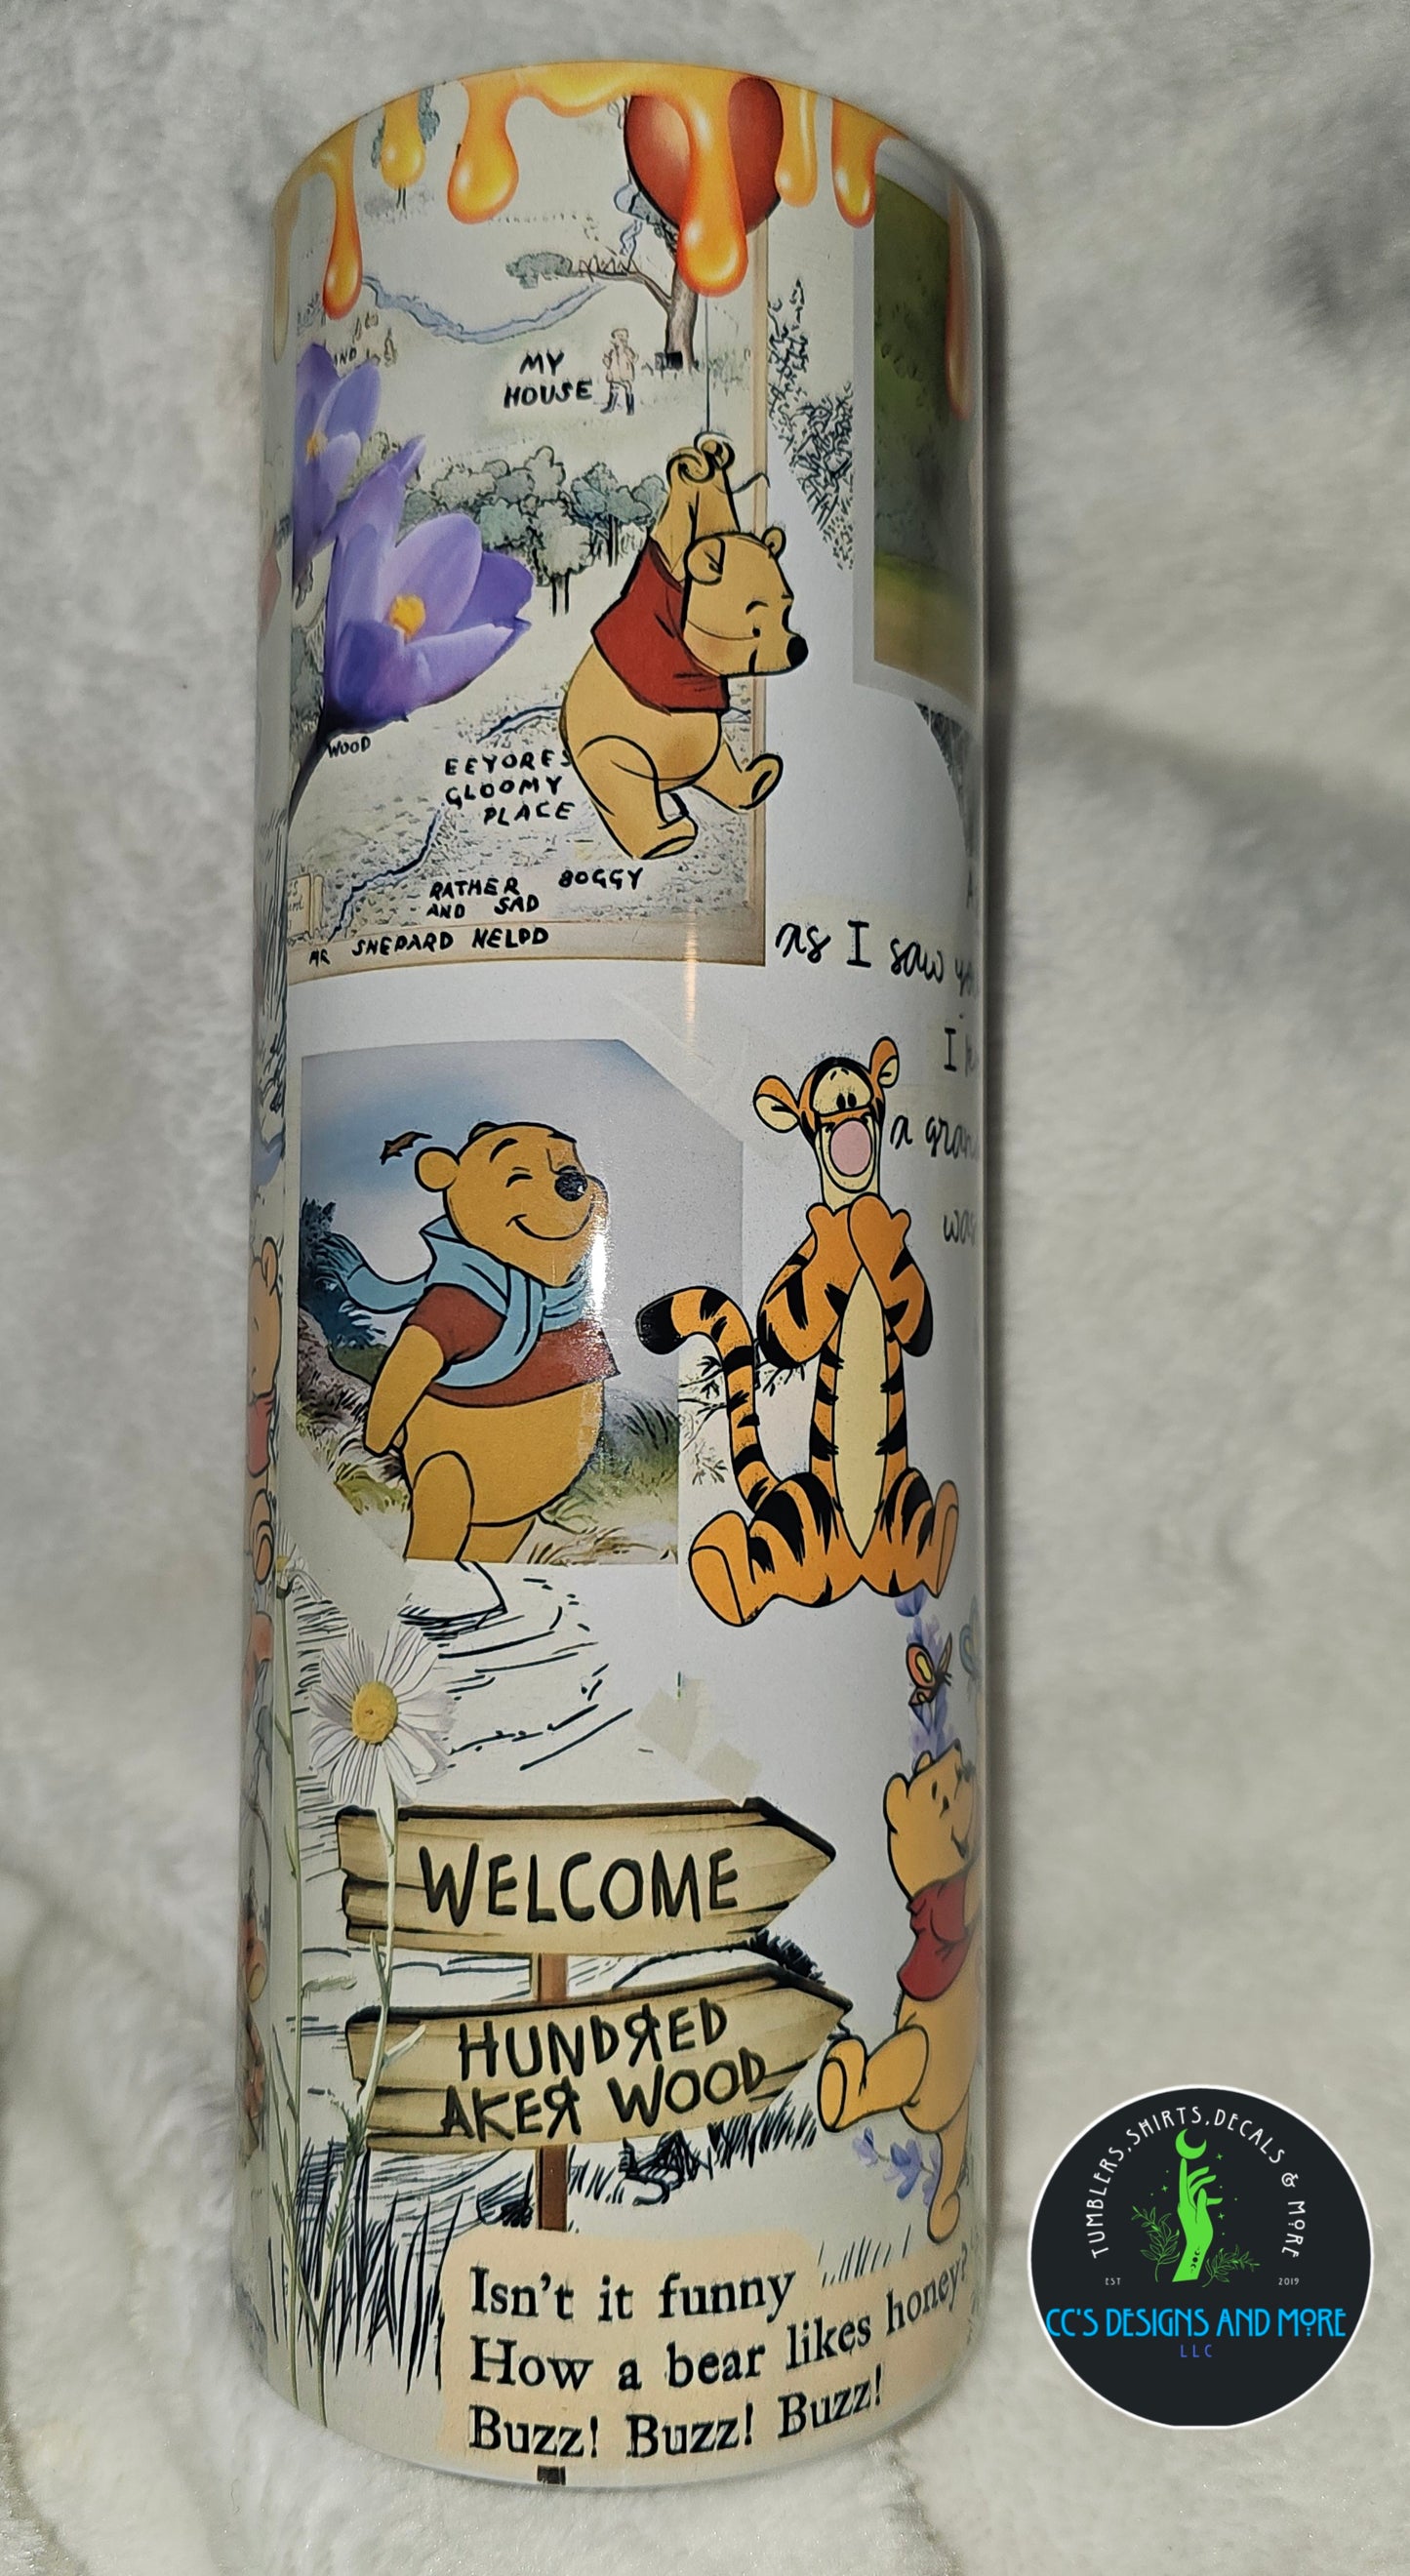 MY
HOUSE
WOOD
EEYORES
GLOOMY
PLACE
RATHER BOGGY
AND SAD
MR SHEPARD HELPD
as I saw
I
a
WELCOME
HUNDRED
AKER WOOD
Isn't it funny
How a bear likes honey?
Buzz! Buzz! Buzz!
TUMBLERS, SHIRTS, DECALS & MORE
EST 2019
CC'S DESIGNS AND MORE
LLC